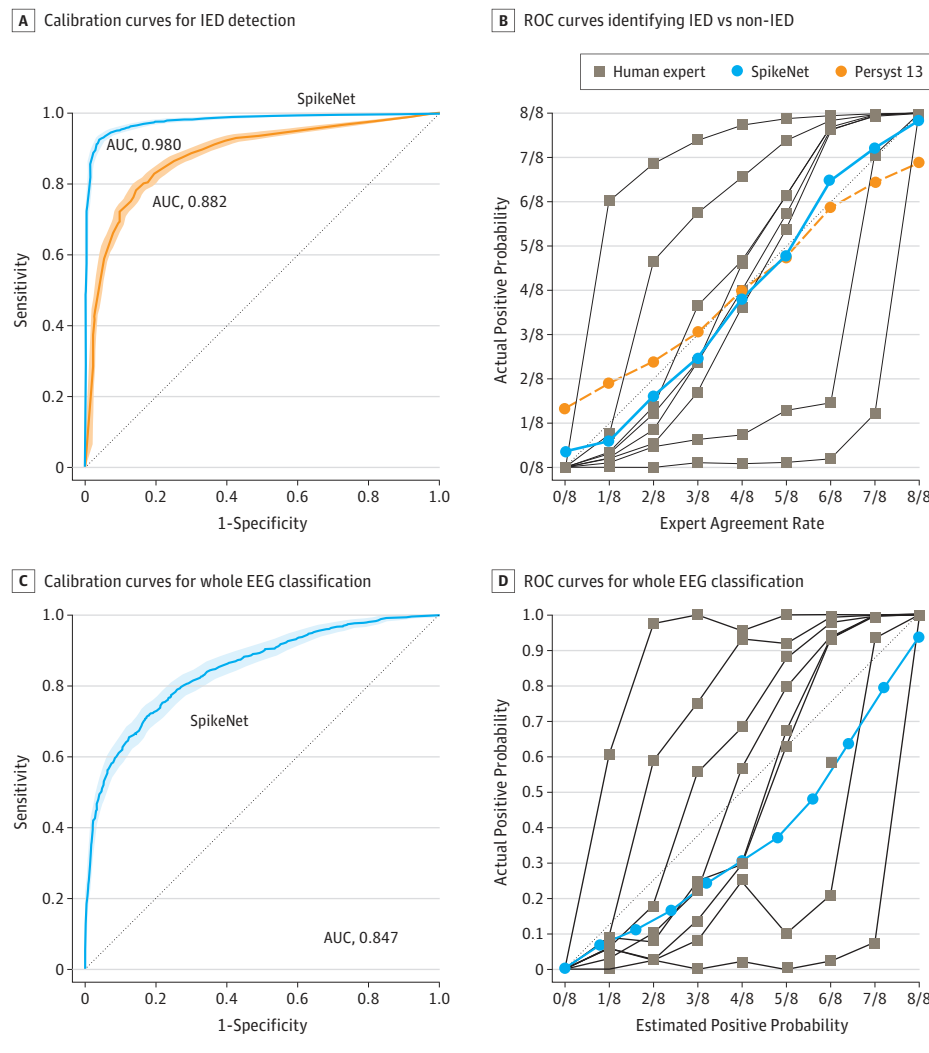 A Calibration curves for IED detection
SpikeNet
AUC, 0.980
AUC, 0.882
1.0
0.8
0.6
0.4
0.2
0
Sensitivity
0 0.2 0.4 0.6 0.8 1.0
1-Specificity
B ROC curves identifying IED vs non-IED
Human expert SpikeNet Persyst 13
8/8
7/8
6/8
5/8
4/8
3/8
2/8
1/8
0/8
Actual Positive Probability
0/8 1/8 2/8 3/8 4/8 5/8 6/8 7/8 8/8
Expert Agreement Rate
C Calibration curves for whole EEG classification
1.0
0.8
0.6
0.4
0.2
0
Sensitivity
SpikeNet
AUC, 0.847
0 0.2 0.4 0.6 0.8 1.0
1-Specificity
D ROC curves for whole EEG classification
1.0
0.9
0.8
0.7
0.6
0.5
0.4
0.3
0.2
0.1
0
Actual Positive Probability
0/8 1/8 2/8 3/8 4/8 5/8 6/8 7/8 8/8
Estimated Positive Probability